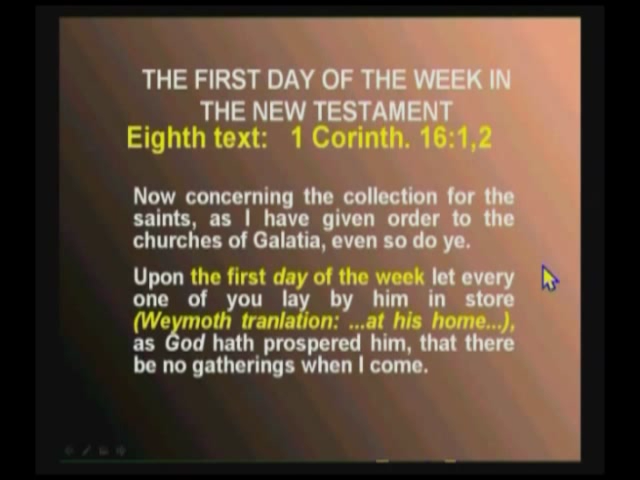 THE FIRST DAY OF THE WEEK IN
THE NEW TESTAMENT
Eighth text: 1 Corinth. 16:1,2
Now concerning the collection for the
saints, as I have given order to the
churches of Galatia, even so do ye.
Upon the first day of the week let every
one of you lay by him in store
(Weymoth tranlation: ...at his home...),
as God hath prospered him, that there
be no gatherings when I come.